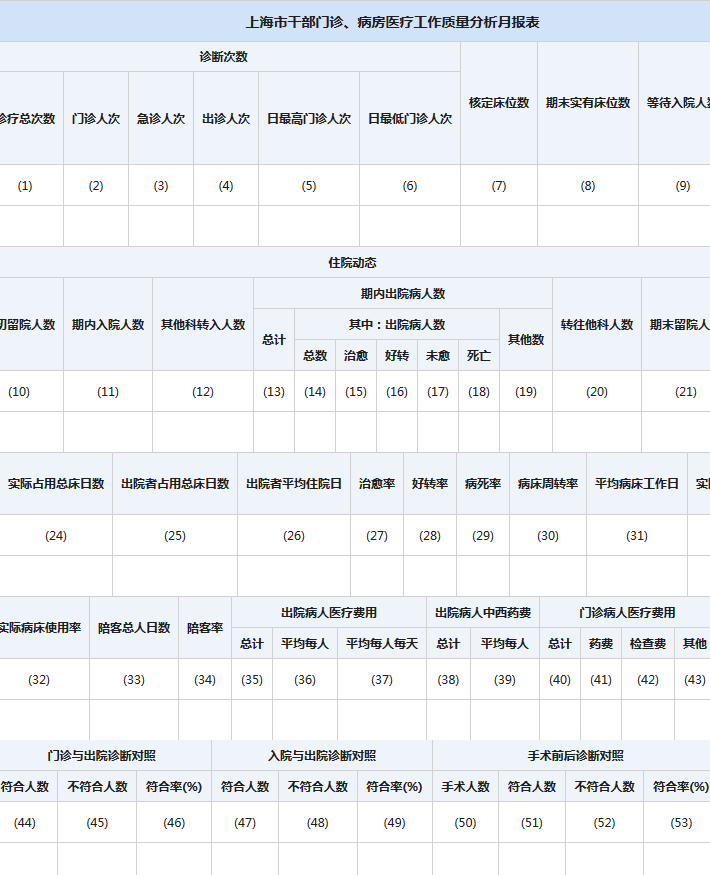 上海市干部门诊、病房医疗工作质量分析月报表
诊断次数
诊疗总次数 门诊人次 急诊人次 出诊人次 日最高门诊人次 日最低门诊人次 核定床位数 期末实有床位数 等待入院人数
(1) (2) (3) (4) (5) (6) (7) (8) (9)
住院动态
初留院人数 期内入院人数 其他科转入人数 期内出院病人数 转往他科人数 期末留院人
总计 其中：出院病人数 其他数
总数 治愈 好转 未愈 死亡
(10) (11) (12) (13) (14) (15) (16) (17) (18) (19) (20) (21)
实际占用总床日数 出院者占用总床日数 出院者平均住院日 治愈率 好转率 病死率 病床周转率 平均病床工作日 实
(24) (25) (26) (27) (28) (29) (30) (31)
实际病床使用率 陪客总人日数 陪客率 出院病人医疗费用 出院病人中西药费 门诊病人医疗费用
总计 平均每人 平均每人每天 总计 平均每人 总计 药费 检查费 其他
(32) (33) (34) (35) (36) (37) (38) (39) (40) (41) (42) (43)
门诊与出院诊断对照 入院与出院诊断对照 手术前后诊断对照
符合人数 不符合人数 符合率(%) 符合人数 不符合人数 符合率(%) 手术人数 符合人数 不符合人数 符合率(%)
(44) (45) (46) (47) (48) (49) (50) (51) (52) (53)